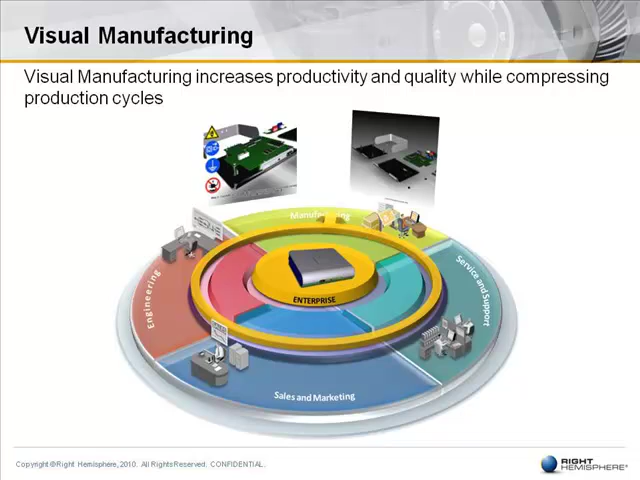 Visual Manufacturing
Visual Manufacturing increases productivity and quality while compressing
production cycles
Engineering
ENTERPRISE
Service and Support
Sales and Marketing
Copyright © Right Hemisphere, 2010. All Rights Reserved. CONFIDENTIAL.
RIGHT
HEMISPHERE®